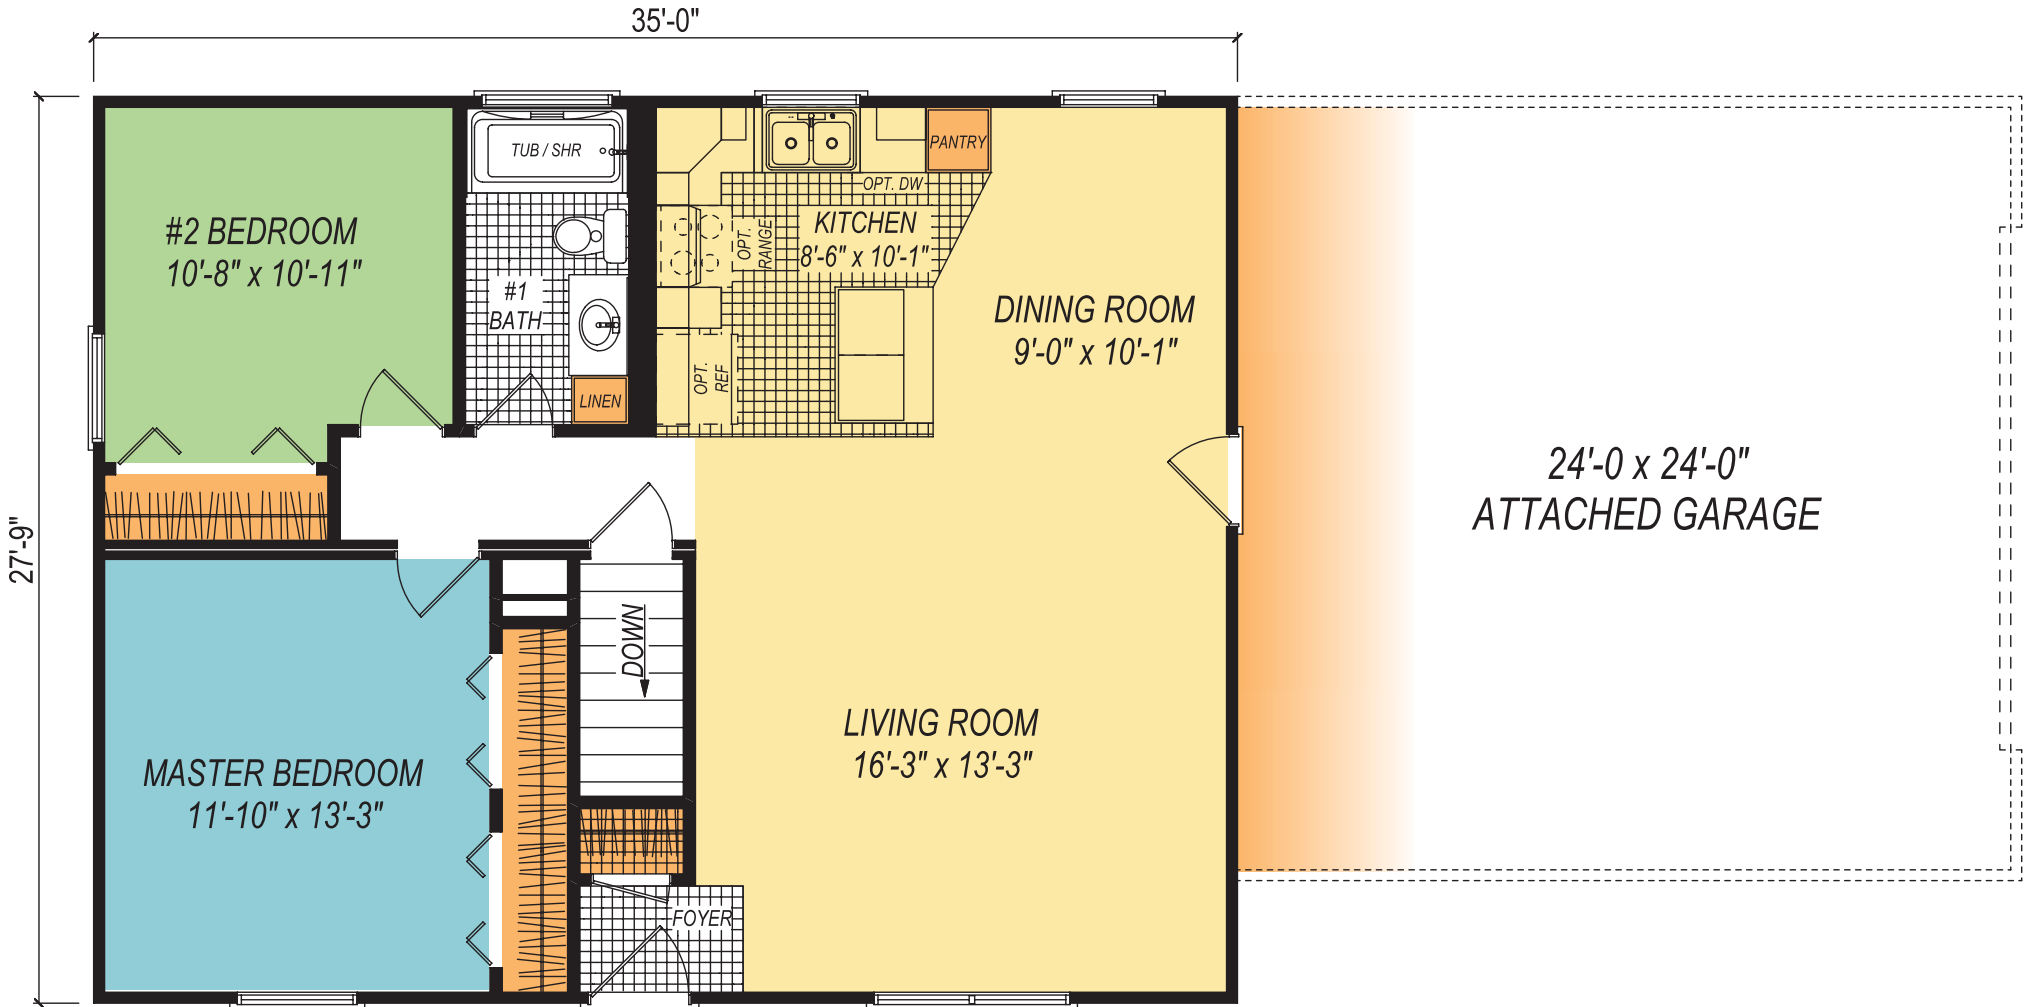 35'-0"
27'-9"
TUB / SHR
PANTRY
OPT. DW
#2 BEDROOM
10'-8" x 10'-11"
KITCHEN
8'-6" x 10'-1"
OPT.
RANGE
#1
BATH
DINING ROOM
9'-0" x 10'-1"
OPT.
REF
LINEN
24'-0 x 24'-0"
ATTACHED GARAGE
DOWN
LIVING ROOM
16'-3" x 13'-3"
MASTER BEDROOM
11'-10" x 13'-3"
FOYER